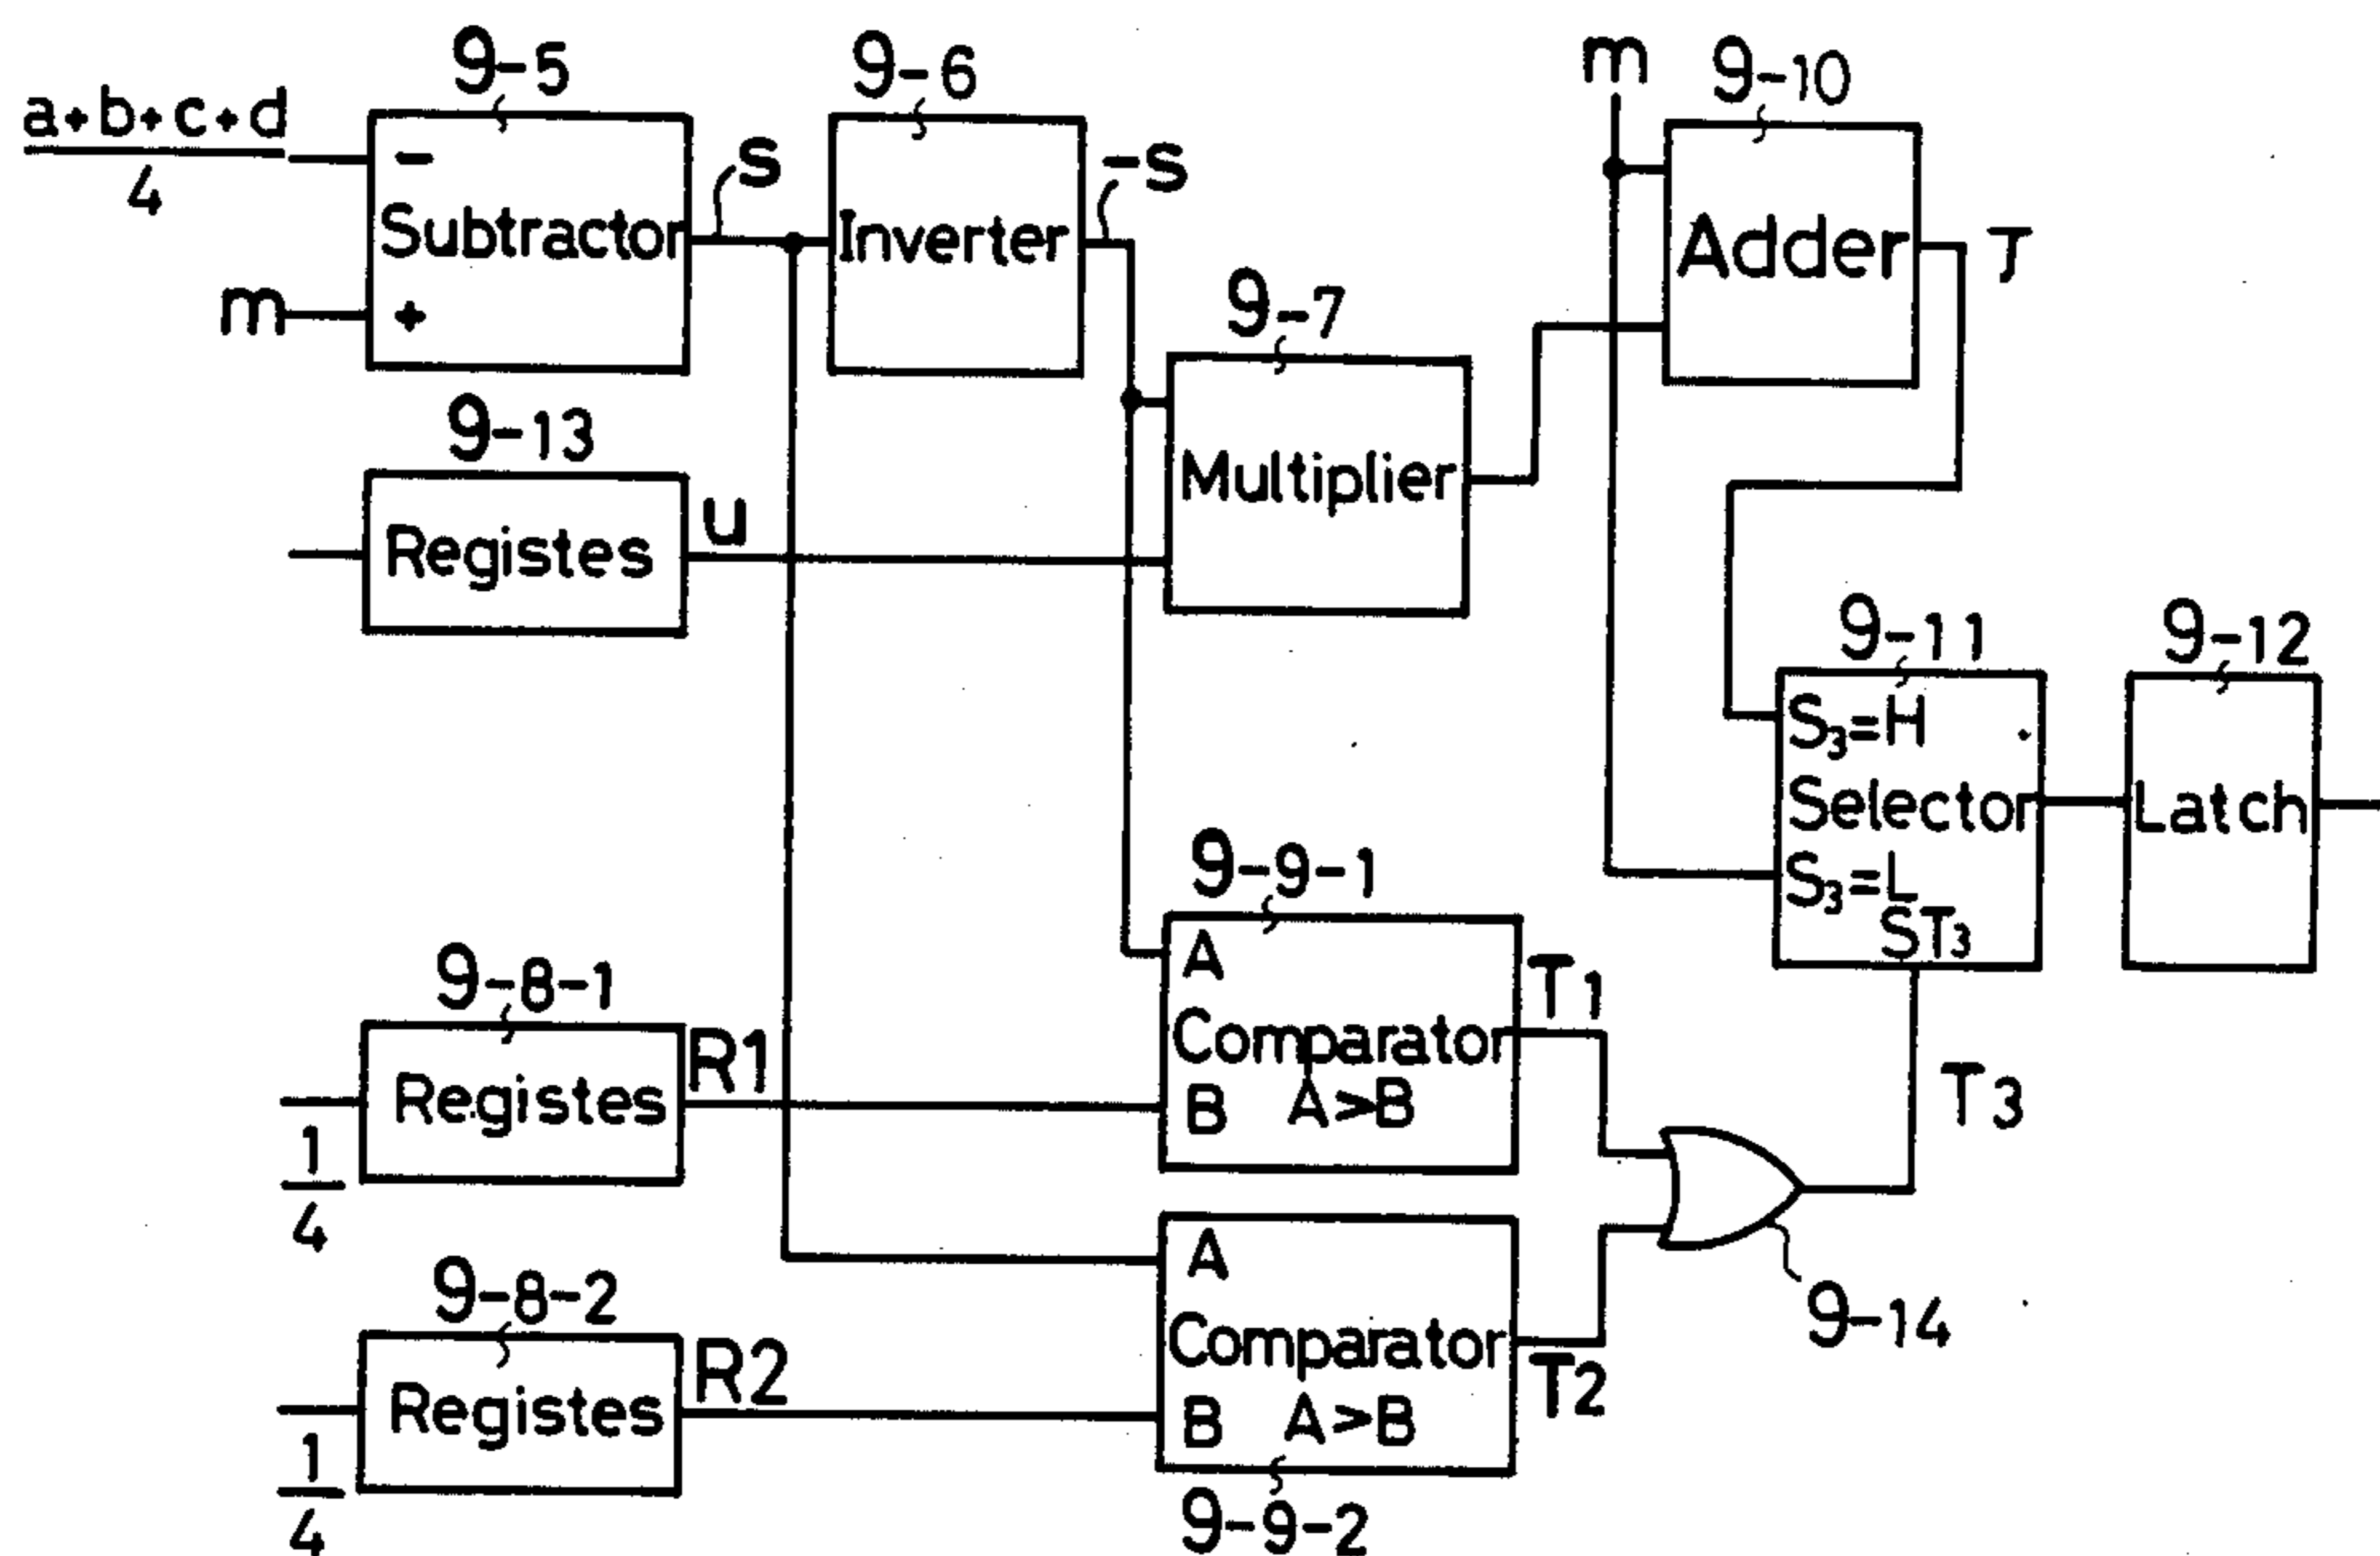 9-5
9-6
m
9-10
a+b+c+d
4
-
Subtractor
+
m
s
Inverter
-s
Adder
T
9-7
Multiplier
9-13
Registes
u
9-11
S3=H
Selector
S3=L
ST3
9-12
Latch
9-9-1
A
Comparator
B A>B
T1
9-8-1
Registes
R1
1
4
T3
9-8-2
Registes
R2
1
4
A
Comparator
B A>B
T2
9-9-2
9-14